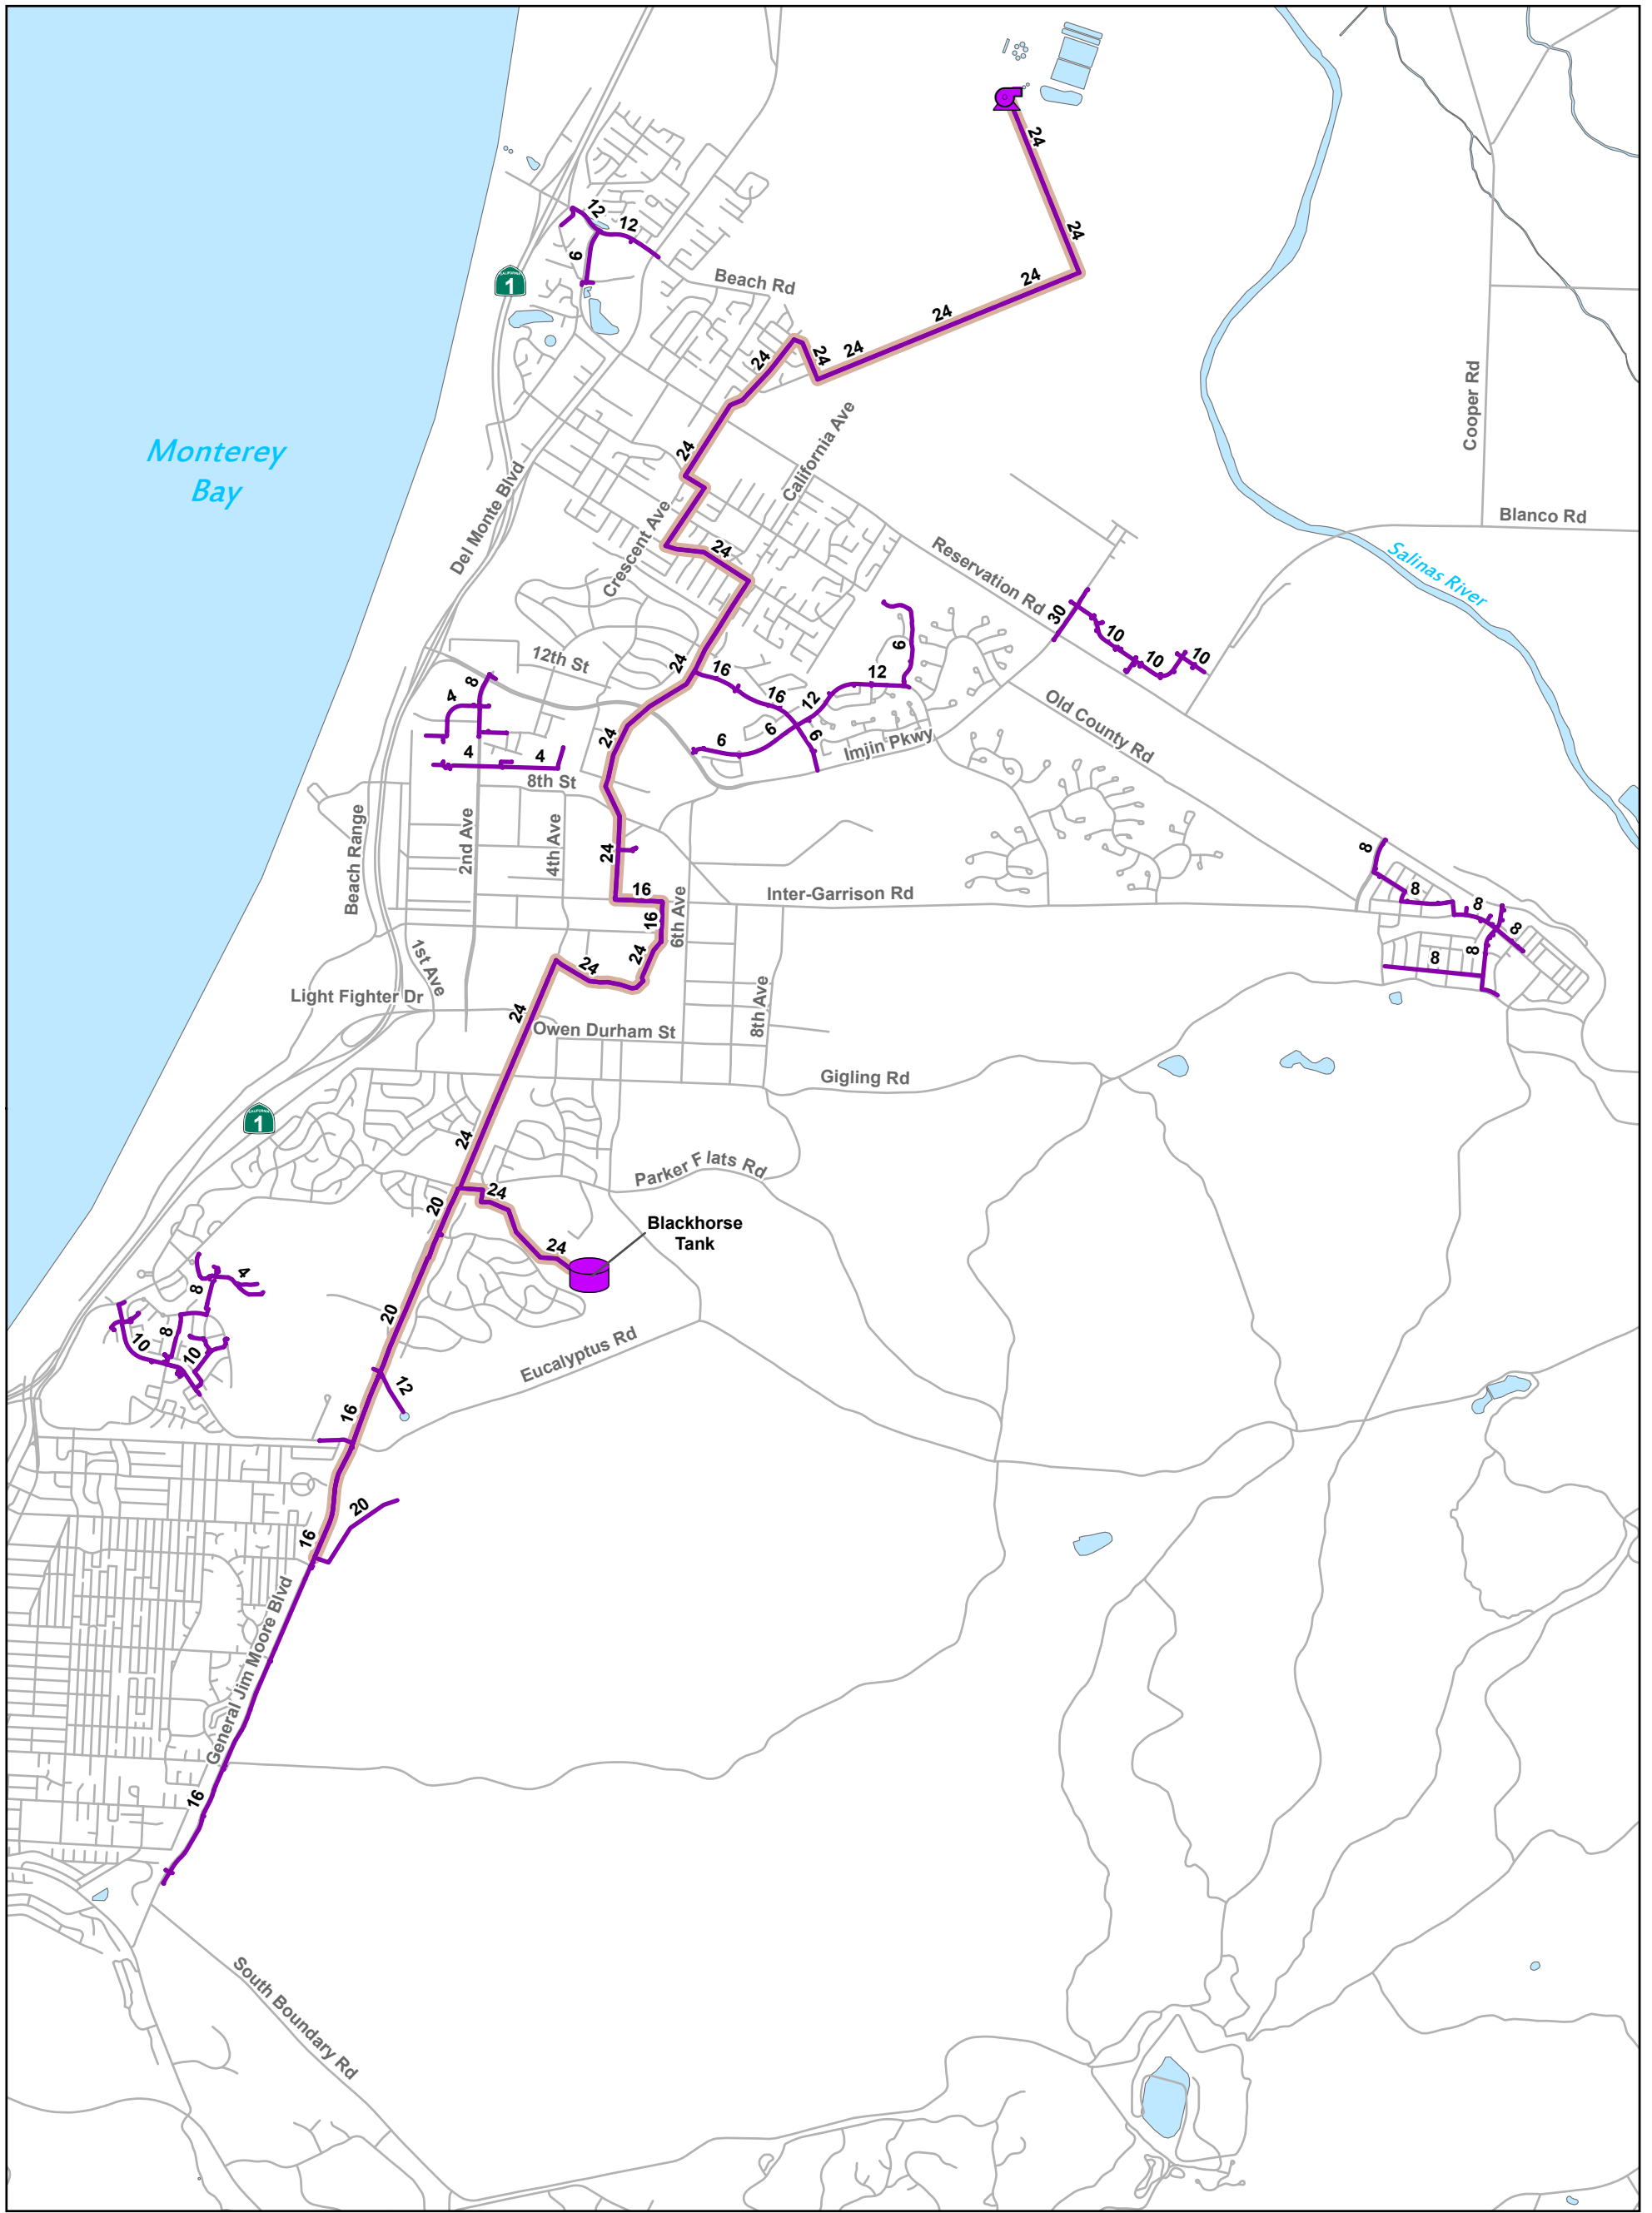 24
24
12
12
6
CALIFORNIA
1
Beach Rd
24
24
24
24
24
Monterey
Bay
24
California Ave
Cooper Rd
Del Monte Blvd
Crescent Ave
24
Blanco Rd
Reservation Rd
Salinas River
30
10
10
10
12th St
24
16
16
6
12
12
6
6
6
Imjin Pkwy
Old County Rd
8
4
4
4
8th St
24
Beach Range
2nd Ave
4th Ave
24
16
16
6th Ave
Inter-Garrison Rd
8
8
8
8
8
8
1st Ave
Light Fighter Dr
24
24
24
8th Ave
Owen Durham St
Gigling Rd
CALIFORNIA
1
24
Parker Flats Rd
20
24
24
Blackhorse
Tank
4
8
8
10
10
20
Eucalyptus Rd
12
16
20
16
General Jim Moore Blvd
16
South Boundary Rd